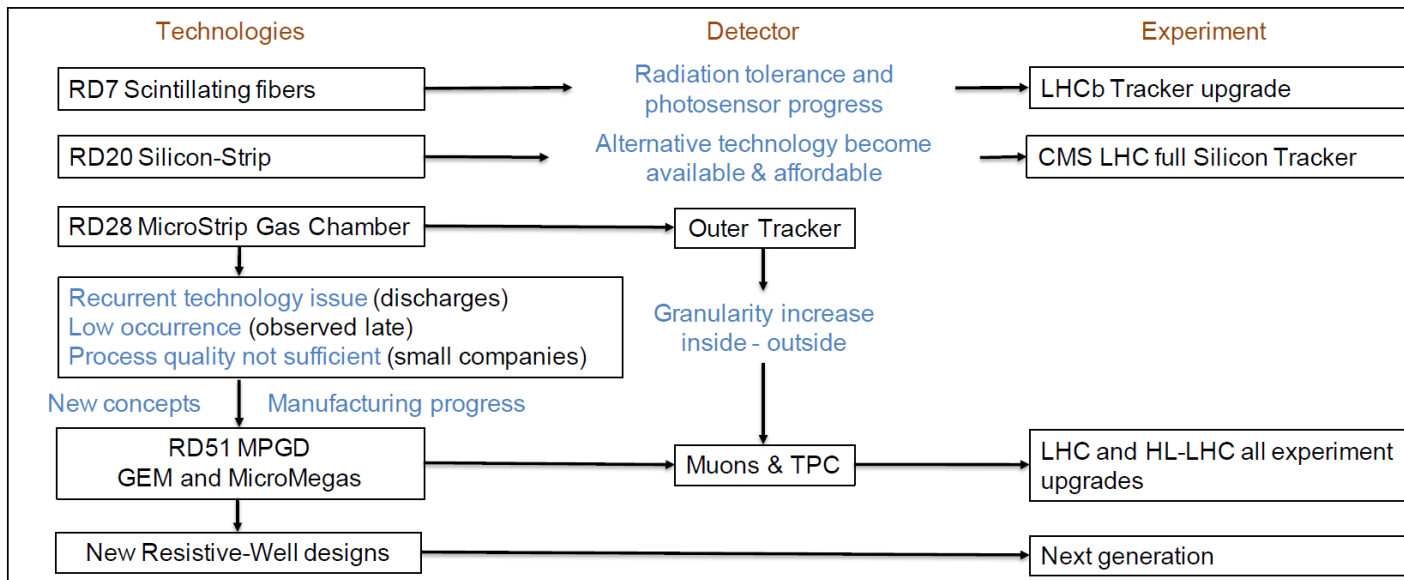 Technologies
Detector
Experiment
RD7 Scintillating fibers
Radiation tolerance and
photosensor progress
LHCb Tracker upgrade
RD20 Silicon-Strip
Alternative technology become
available & affordable
CMS LHC full Silicon Tracker
RD28 MicroStrip Gas Chamber
Outer Tracker
Recurrent technology issue (discharges)
Low occurrence (observed late)
Process quality not sufficient (small companies)
Granularity increase
inside - outside
New concepts
Manufacturing progress
RD51 MPGD
GEM and MicroMegas
Muons & TPC
LHC and HL-LHC all experiment
upgrades
New Resistive-Well designs
Next generation